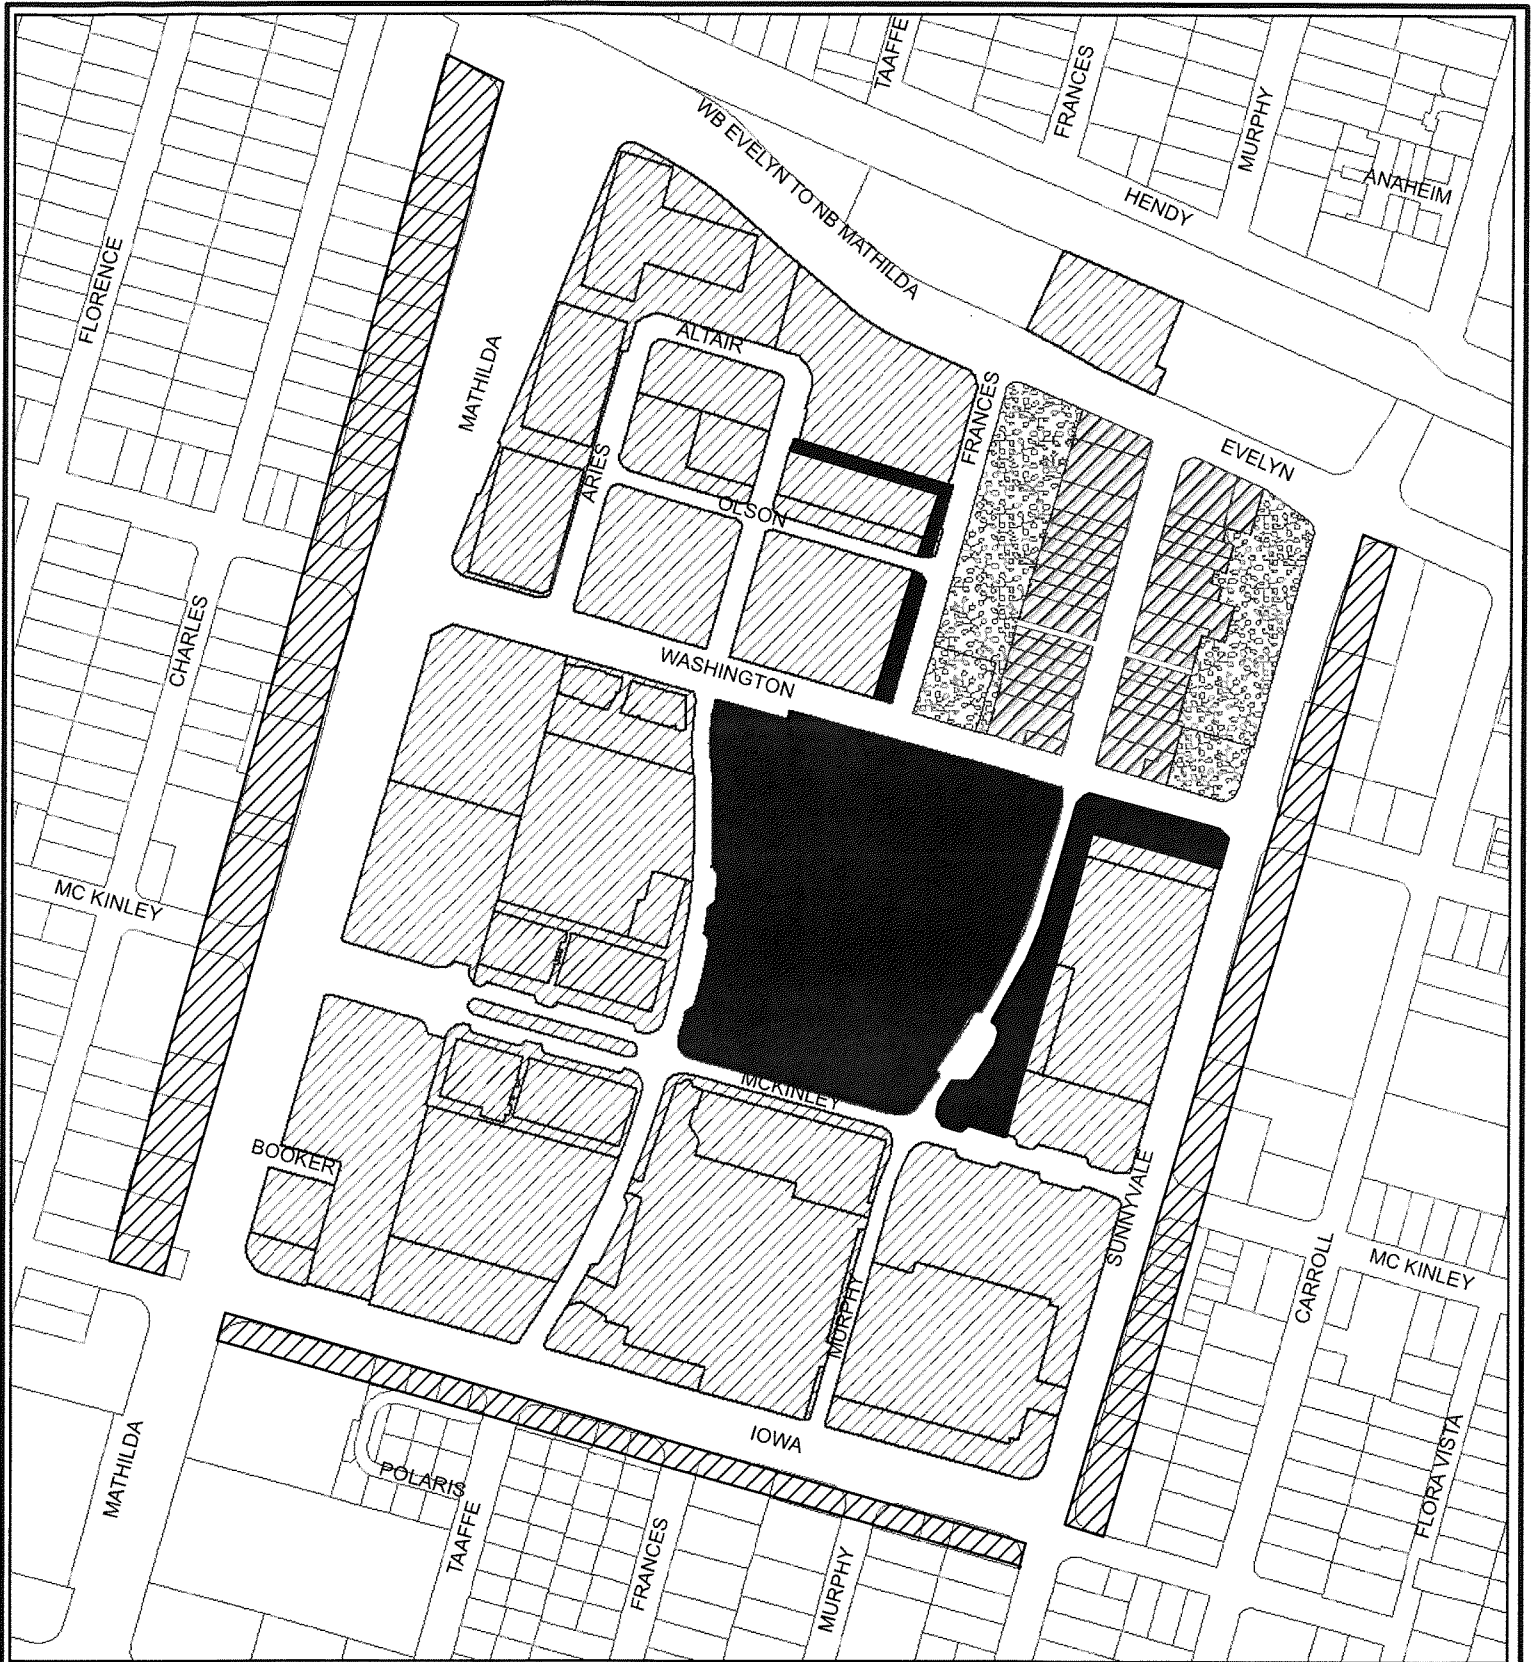 TAAFFE
FRANCES
MURPHY
WB EVELYN TO NB MATHILDA
ANAHEIM
HENDY
FLORENCE
MATHILDA
ALTAIR
FRANCES
EVELYN
ARIES
OLSON
CHARLES
WASHINGTON
MC KINLEY
MCKINLEY
BOOKER
SUNNYVALE
MC KINLEY
CARROLL
MURPHY
IOWA
MATHILDA
POLARIS
TAAFFE
FRANCES
MURPHY
FLORA VISTA